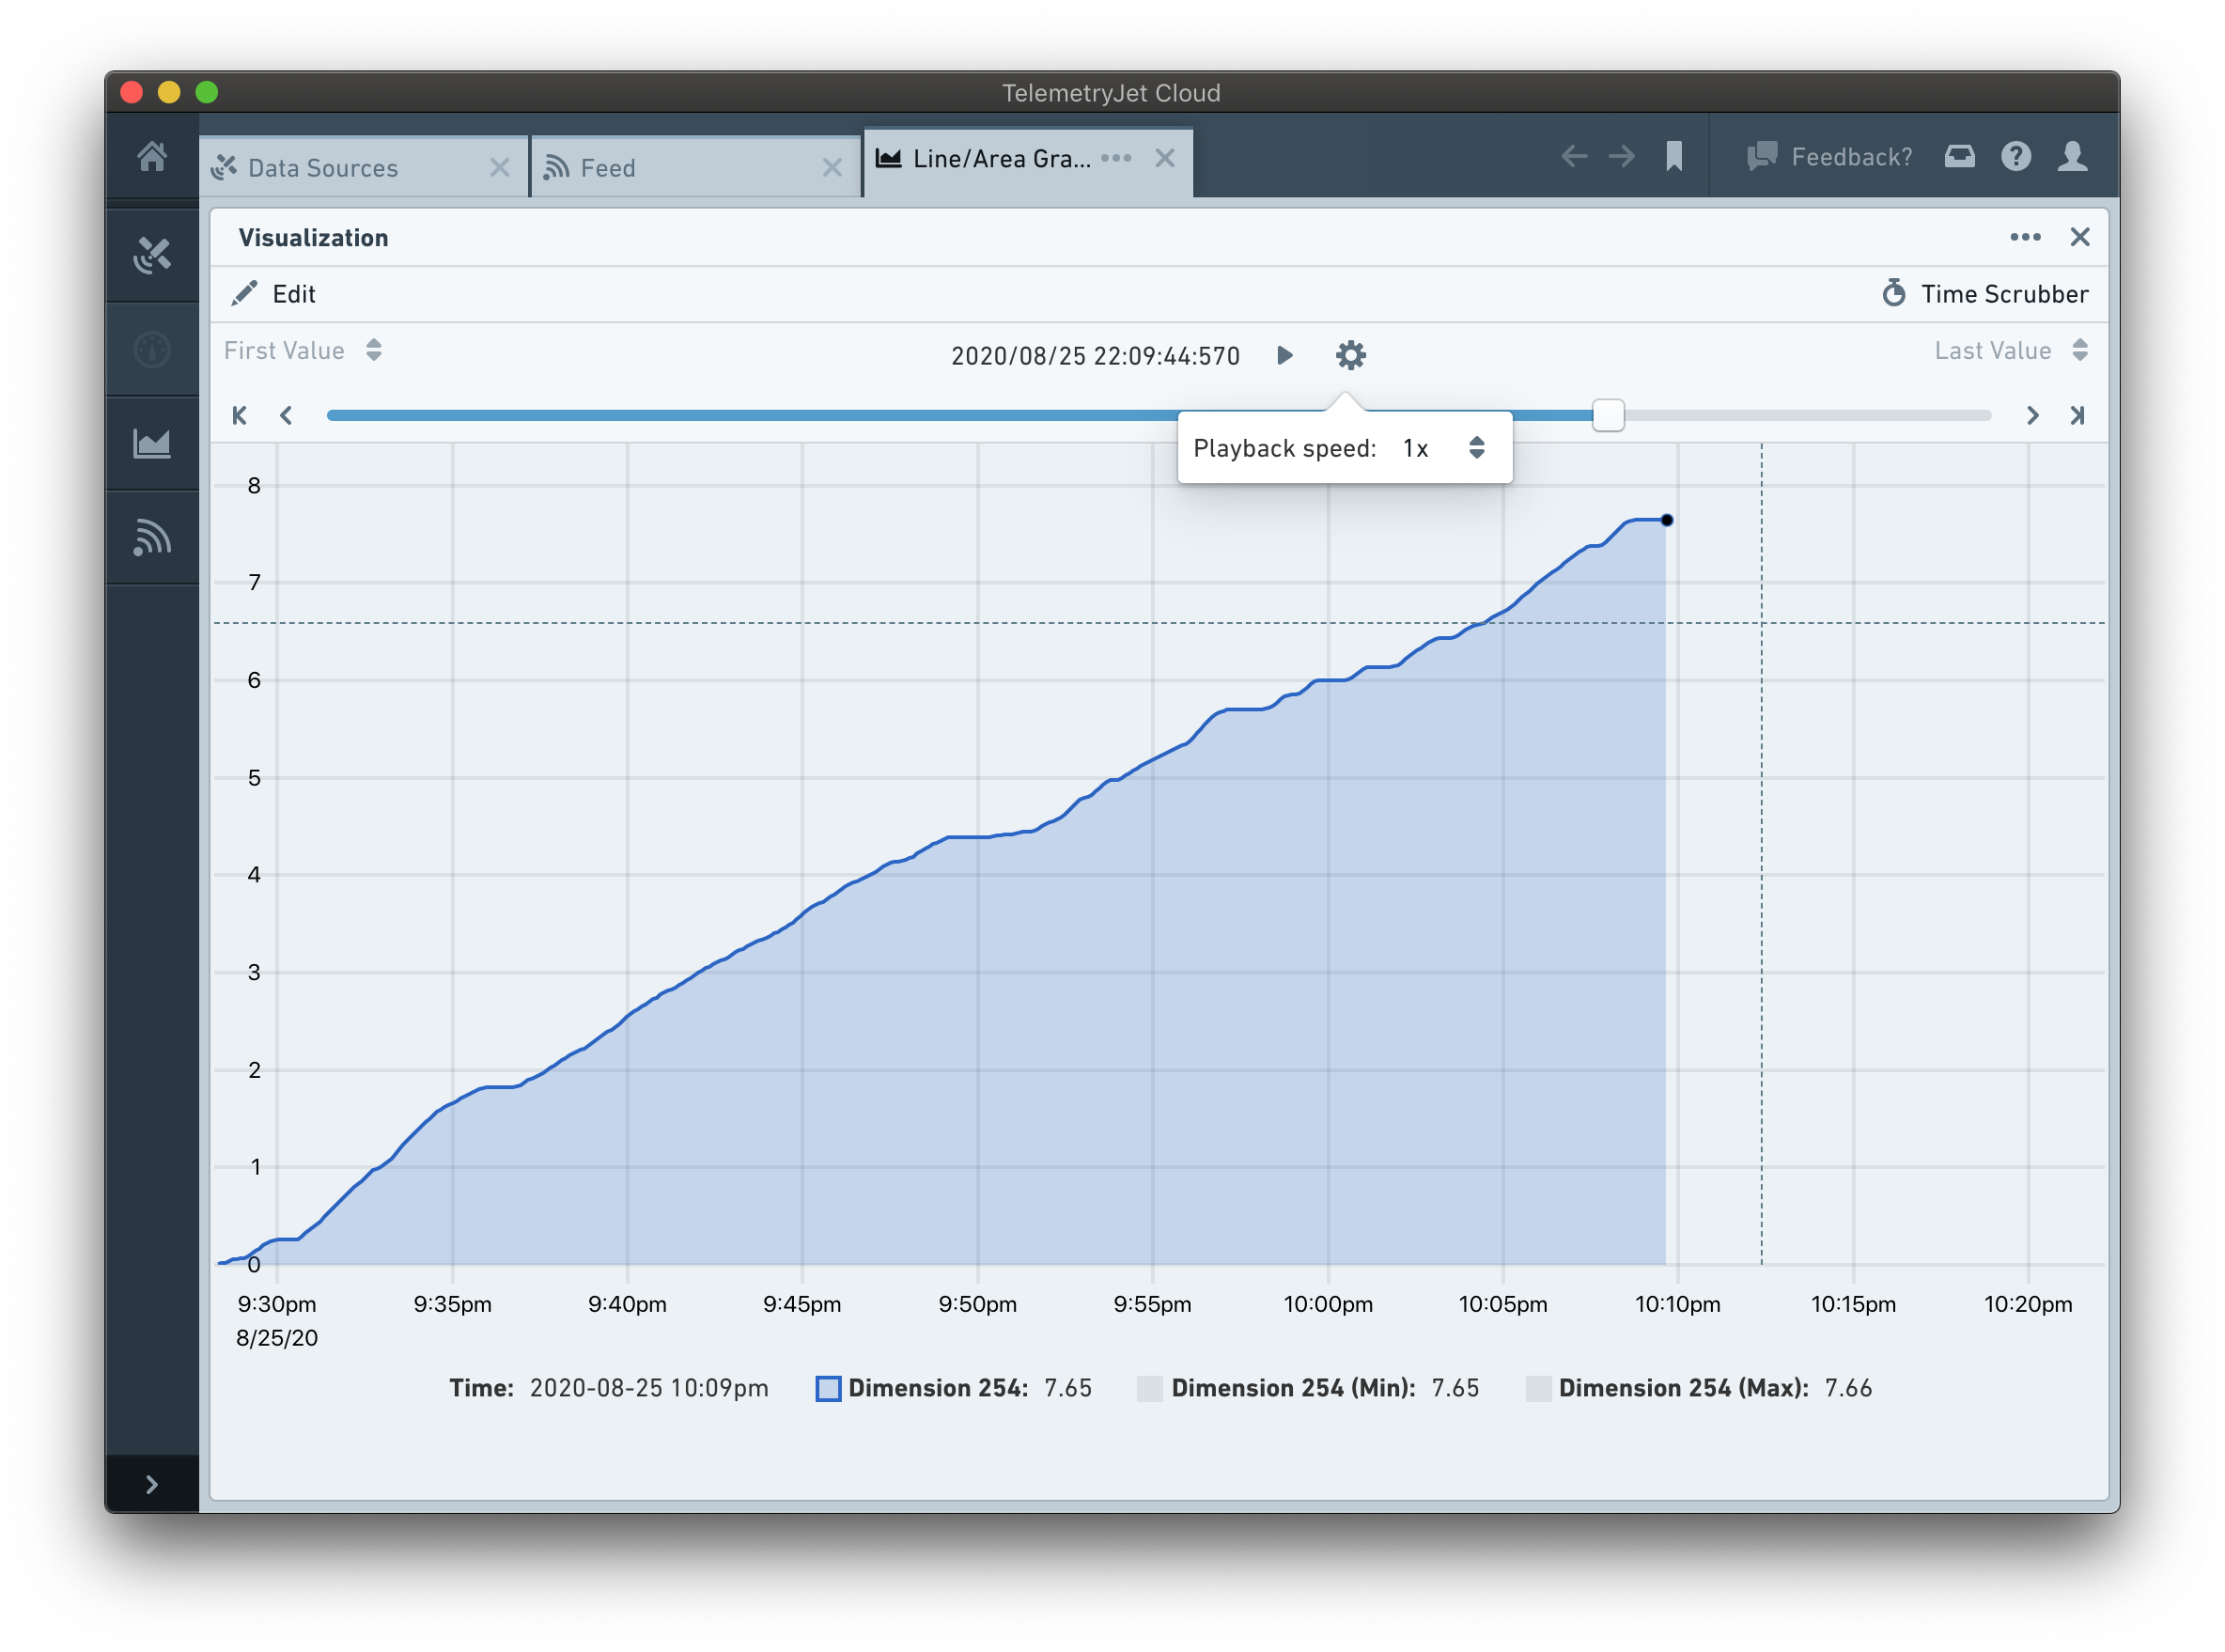 TelemetryJet Cloud
Data Sources
Feed
Line/Area Gra...
Feedback?
Visualization
Edit
Time Scrubber
First Value
2020/08/25 22:09:44:570
Last Value
Playback speed: 1x
8
7
6
5
4
3
2
1
0
9:30pm 9:35pm 9:40pm 9:45pm 9:50pm 9:55pm 10:00pm 10:05pm 10:10pm 10:15pm 10:20pm
8/25/20
Time: 2020-08-25 10:09pm Dimension 254: 7.65 Dimension 254 (Min): 7.65 Dimension 254 (Max): 7.66